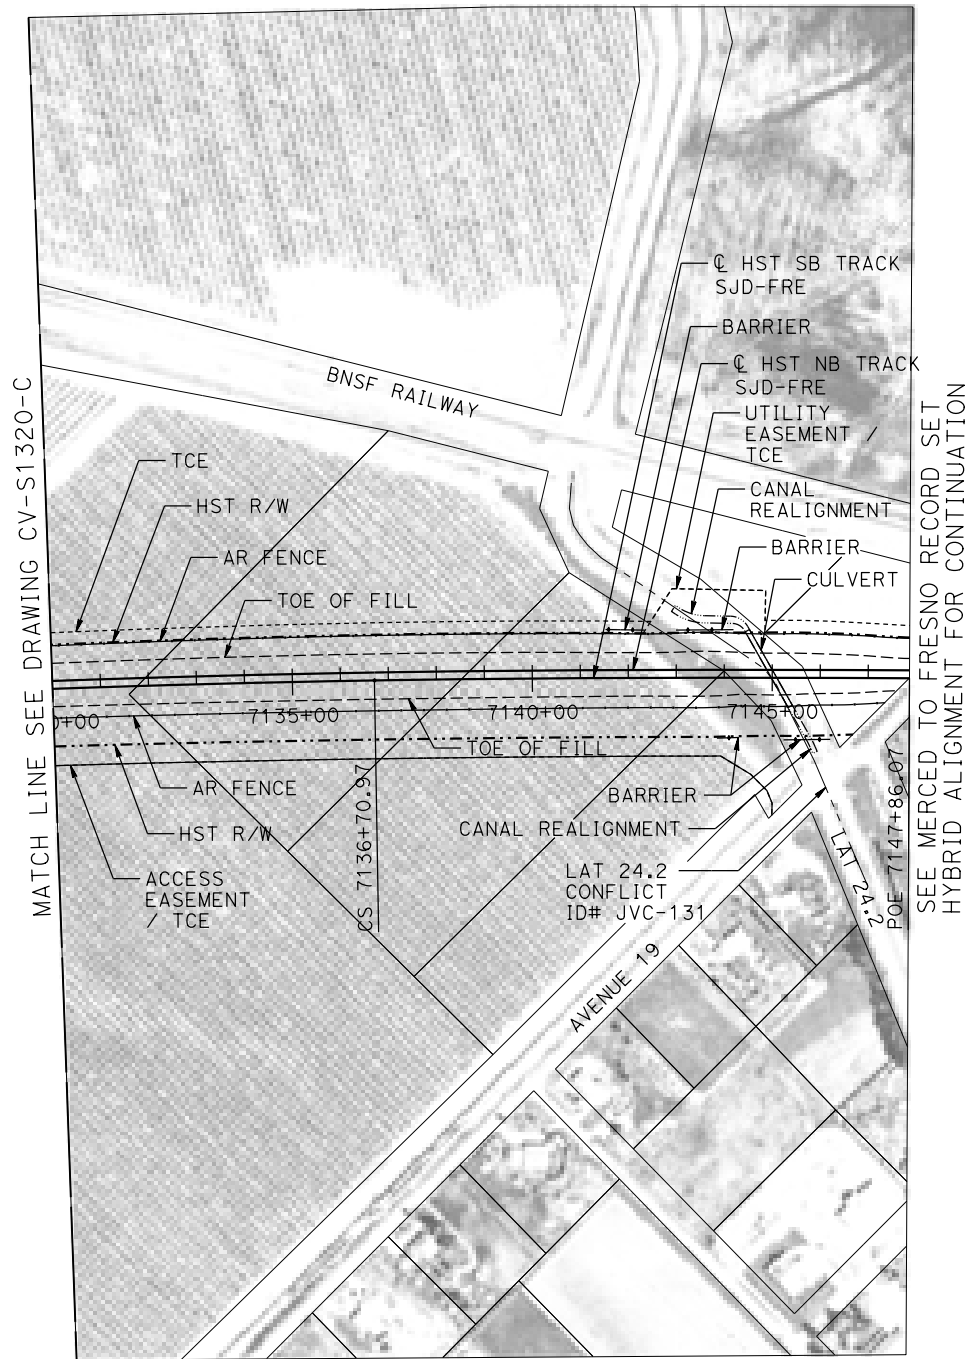 ℄ HST SB TRACK
SJD-FRE
BARRIER
℄ HST NB TRACK
SJD-FRE
UTILITY
EASEMENT /
TCE
CANAL
REALIGNMENT
BARRIER
CULVERT
BNSF RAILWAY
TCE
HST R/W
AR FENCE
TOE OF FILL
0+00
7135+00
7140+00
7145+00
TOE OF FILL
AR FENCE
HST R/W
ACCESS
EASEMENT
/ TCE
CS 7136+70.97
BARRIER
CANAL REALIGNMENT
LAT 24.2
CONFLICT
ID# JVC-131
LAT 24.2
AVENUE 19
POE 7147+86.07
MATCH LINE SEE DRAWING CV-S1320-C
SEE MERCED TO FRESNO RECORD SET
HYBRID ALIGNMENT FOR CONTINUATION